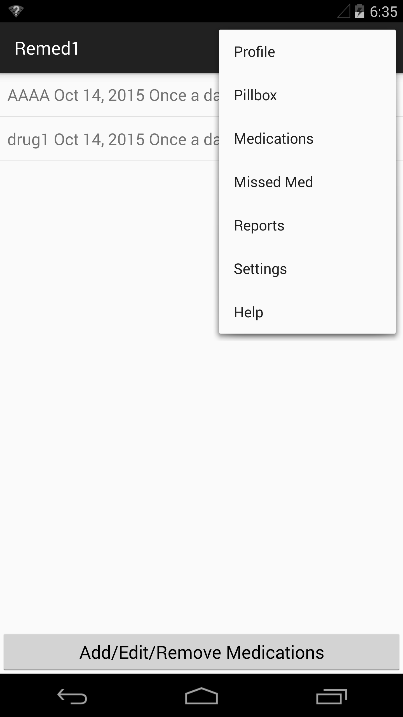 6:35
Remed1
Profile
AAAA Oct 14, 2015 Once a da
Pillbox
drug1 Oct 14, 2015 Once a da
Medications
Missed Med
Reports
Settings
Help
Add/Edit/Remove Medications